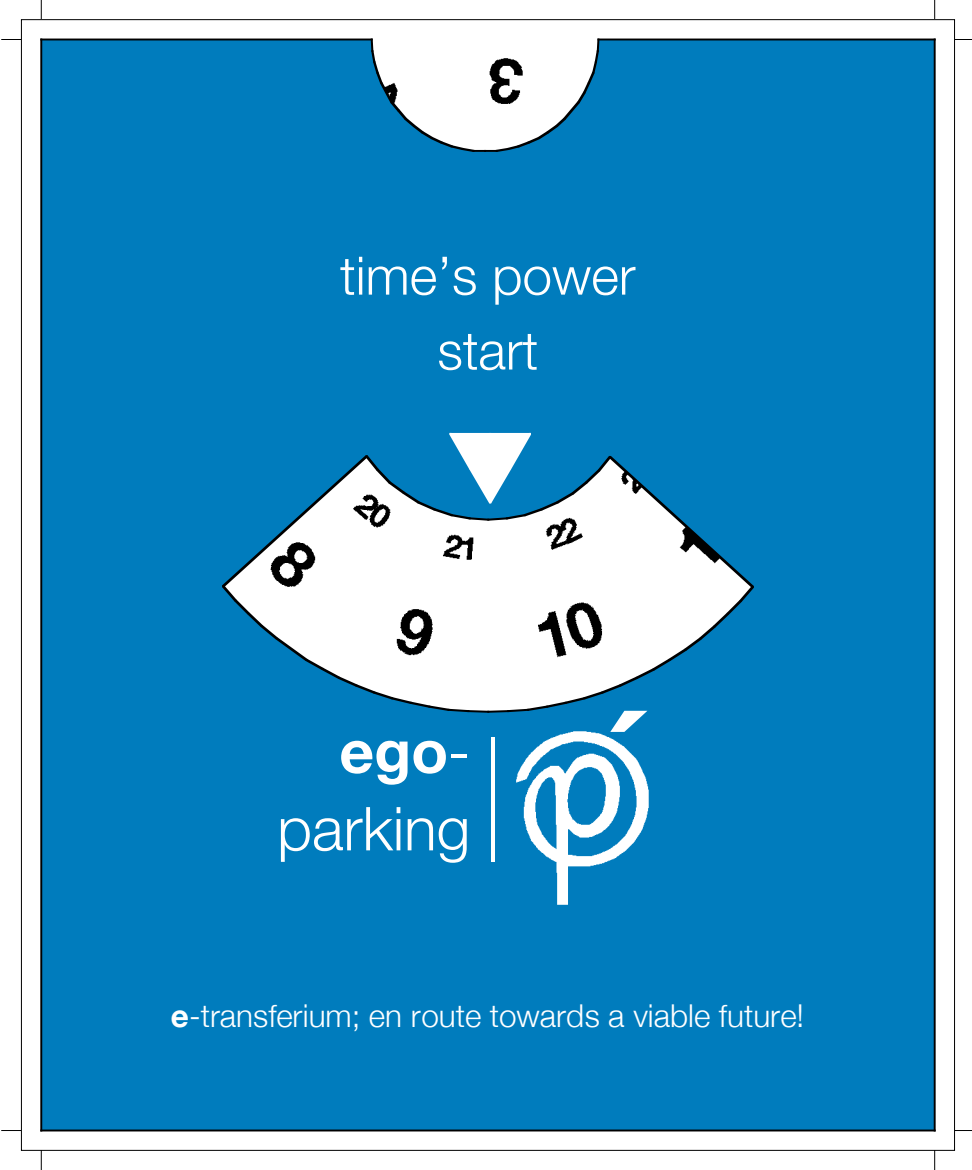 3
time’s power
start
20 21 22
8 9 10
ego-
parking
e-transferium; en route towards a viable future!